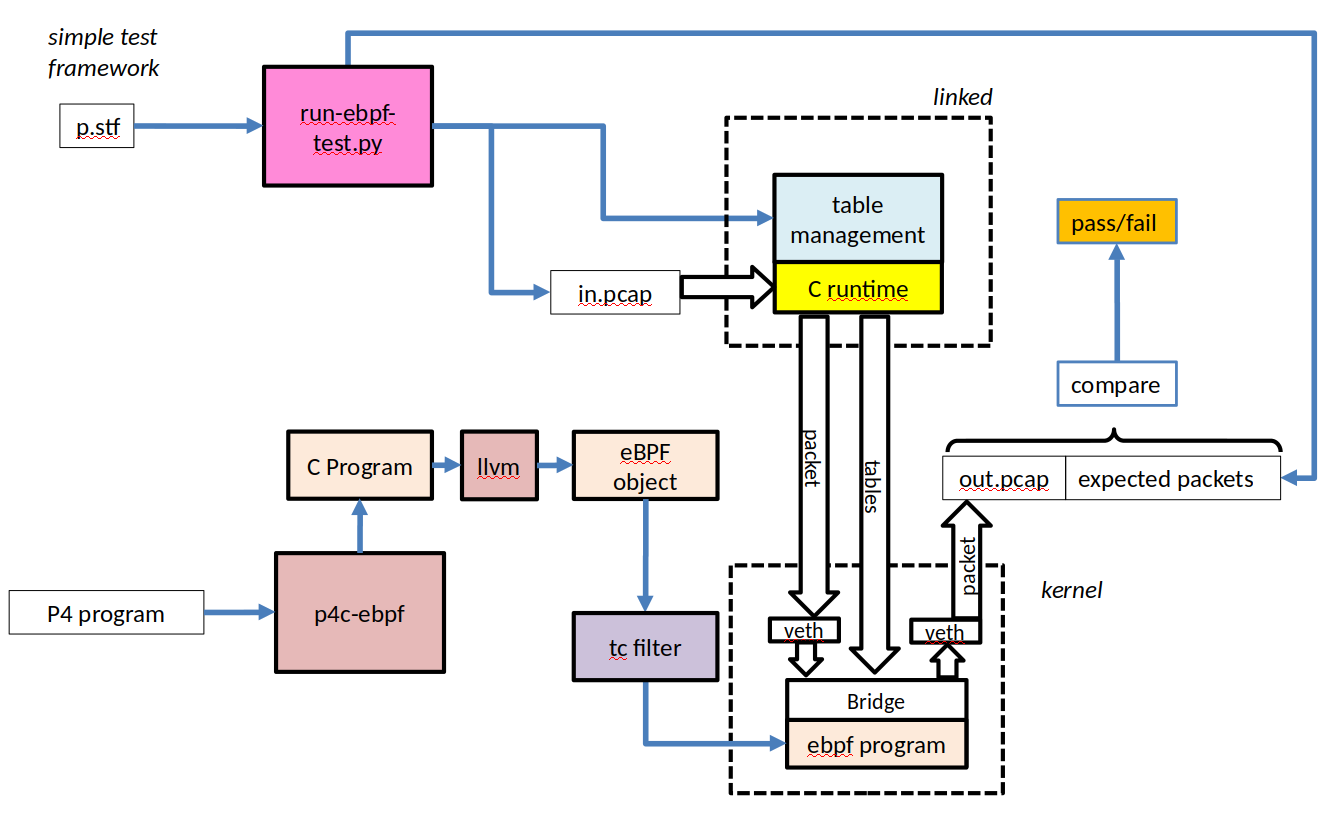 simple test
framework
linked
p.stf
run-ebpf-
test.py
table
management
pass/fail
C runtime
in.pcap
compare
C Program
llvm
eBPF
object
packet
tables
out.pcap
expected packets
packet
kernel
P4 program
p4c-ebpf
tc filter
veth
veth
Bridge
ebpf program